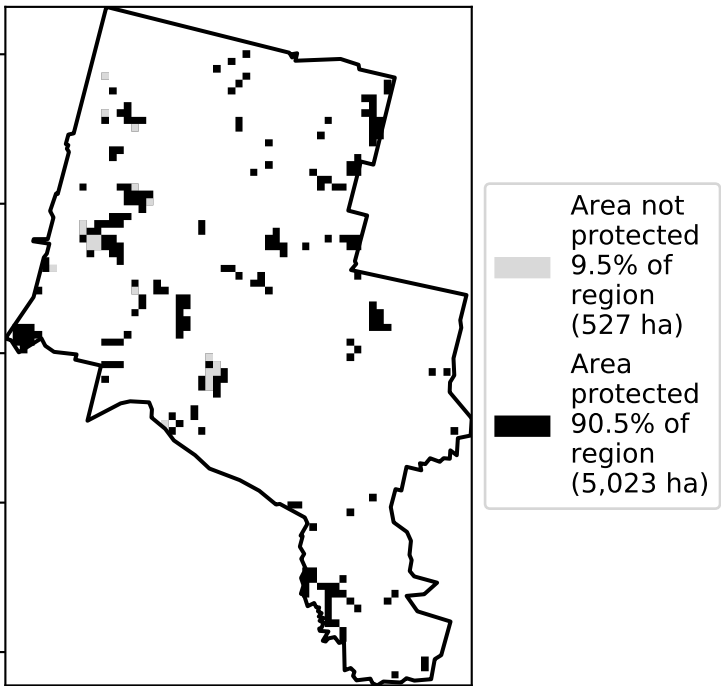 Area not
protected
9.5% of
region
(527 ha)
Area
protected
90.5% of
region
(5,023 ha)